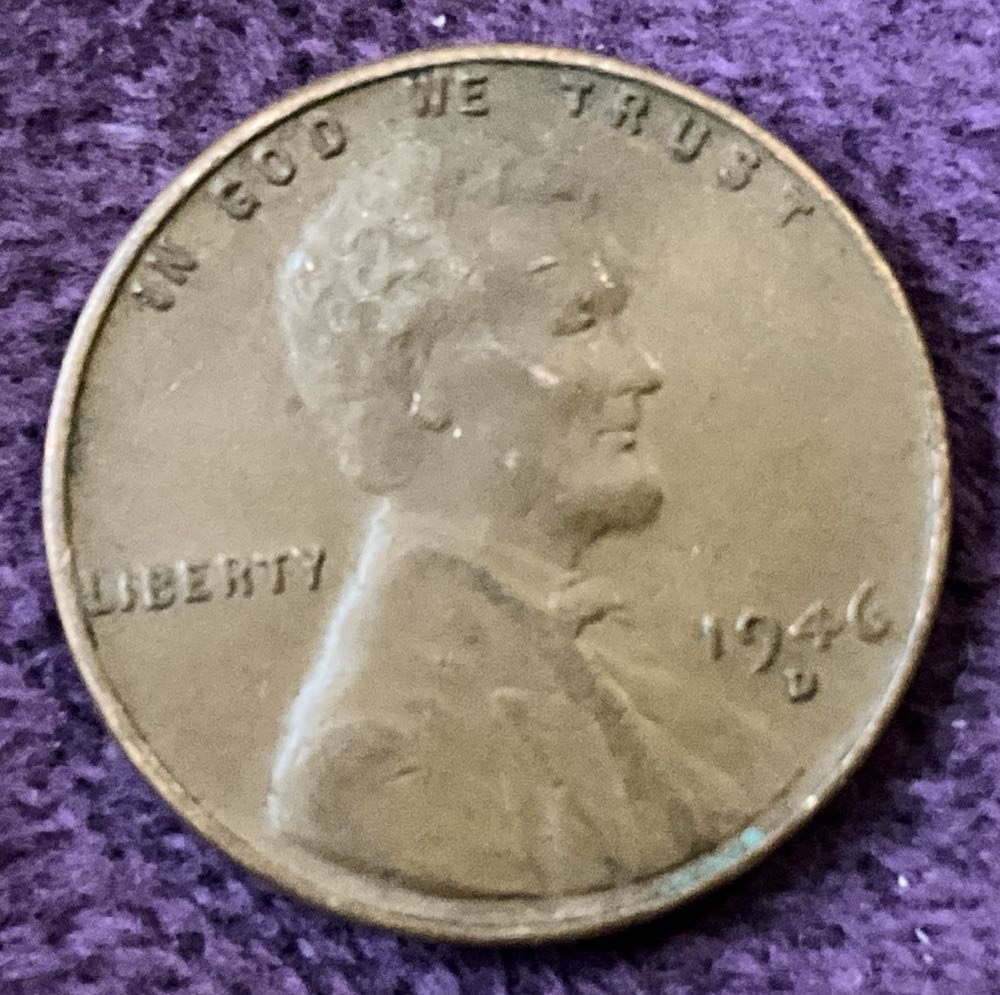 IN GOD WE TRUST
LIBERTY
1946
D